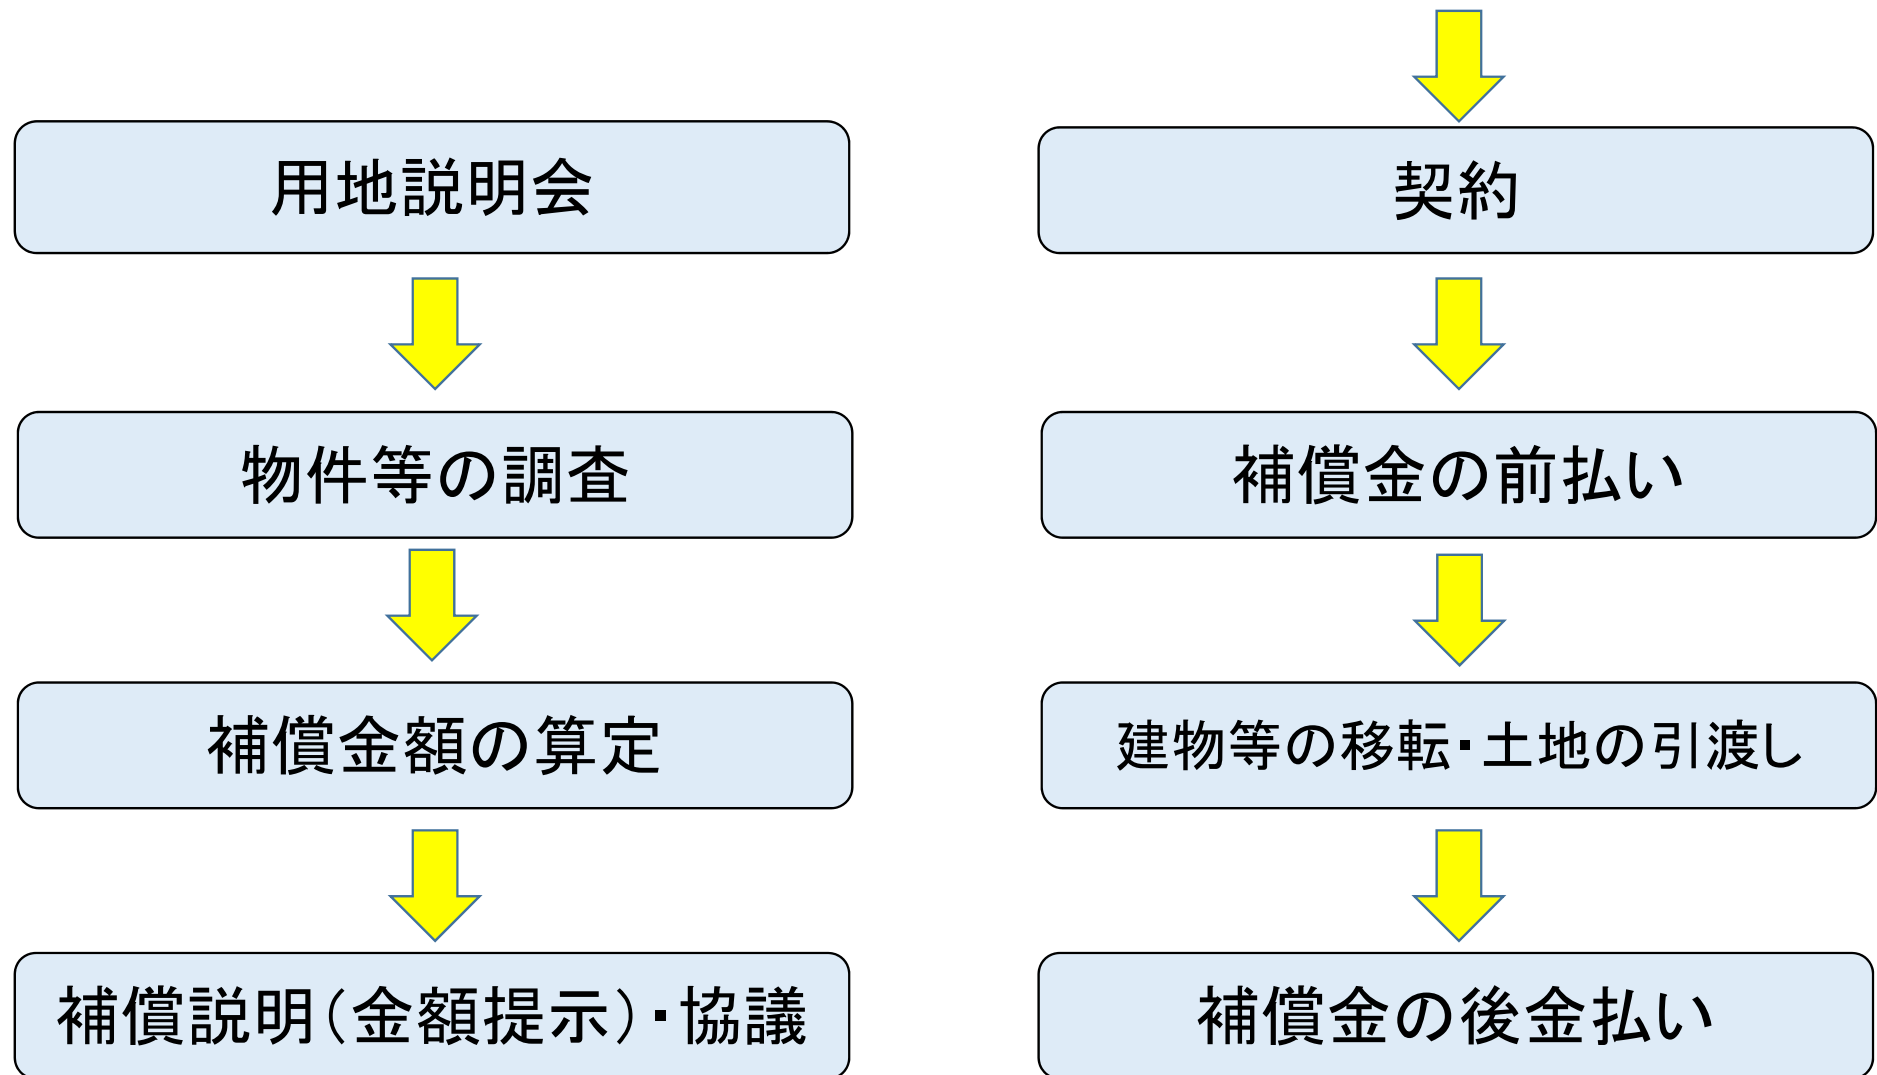 用地説明会
物件等の調査
補償金額の算定
補償説明(金額提示)・協議
契約
補償金の前払い
建物等の移転・土地の引渡し
補償金の後金払い